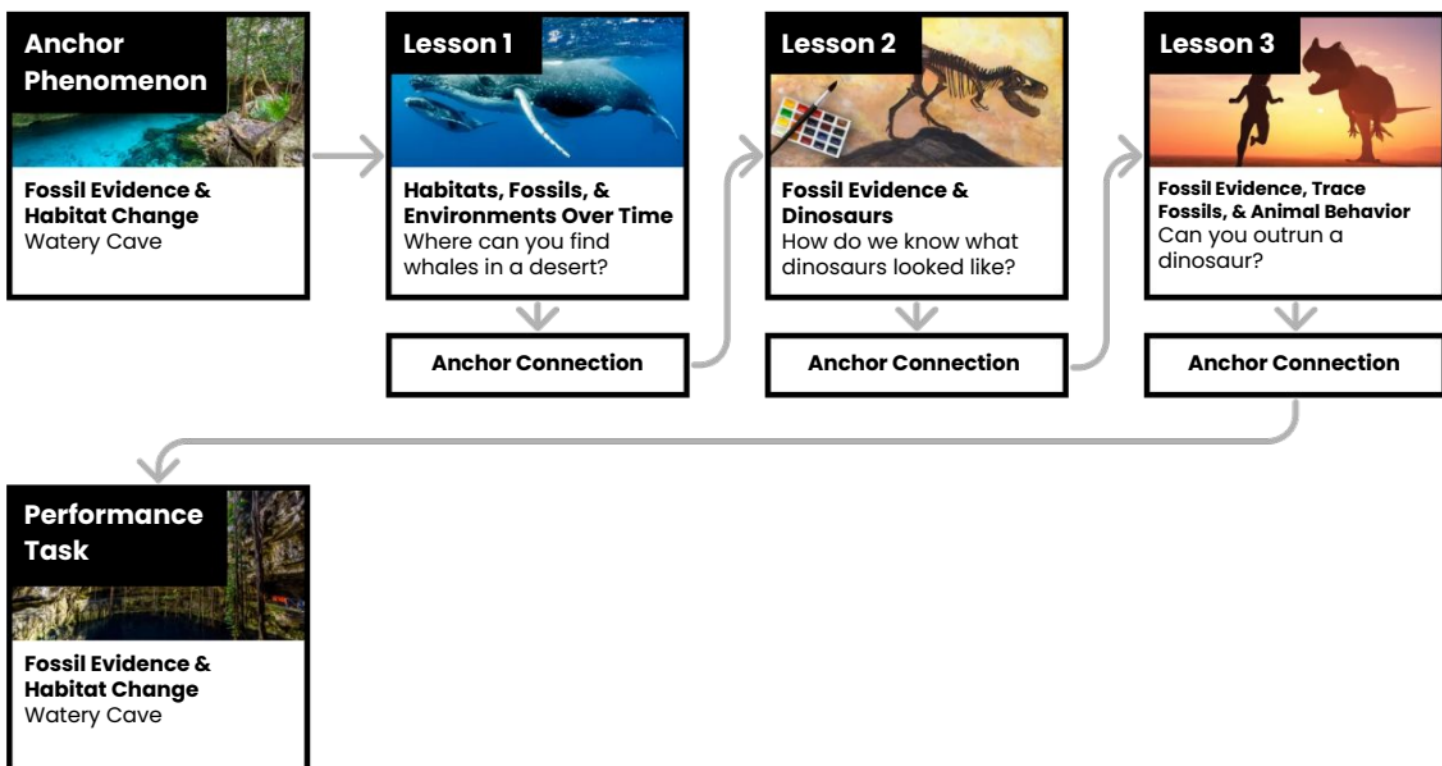 Anchor
Phenomenon
Fossil Evidence &
Habitat Change
Watery Cave
Lesson 1
Habitats, Fossils, &
Environments Over Time
Where can you find
whales in a desert?
Anchor Connection
Lesson 2
Fossil Evidence &
Dinosaurs
How do we know what
dinosaurs looked like?
Anchor Connection
Lesson 3
Fossil Evidence, Trace
Fossils, & Animal Behavior
Can you outrun a
dinosaur?
Anchor Connection
Performance
Task
Fossil Evidence &
Habitat Change
Watery Cave